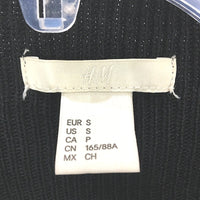 H&M
EUR S
US S
CA P
CN 165/88A
MX CH